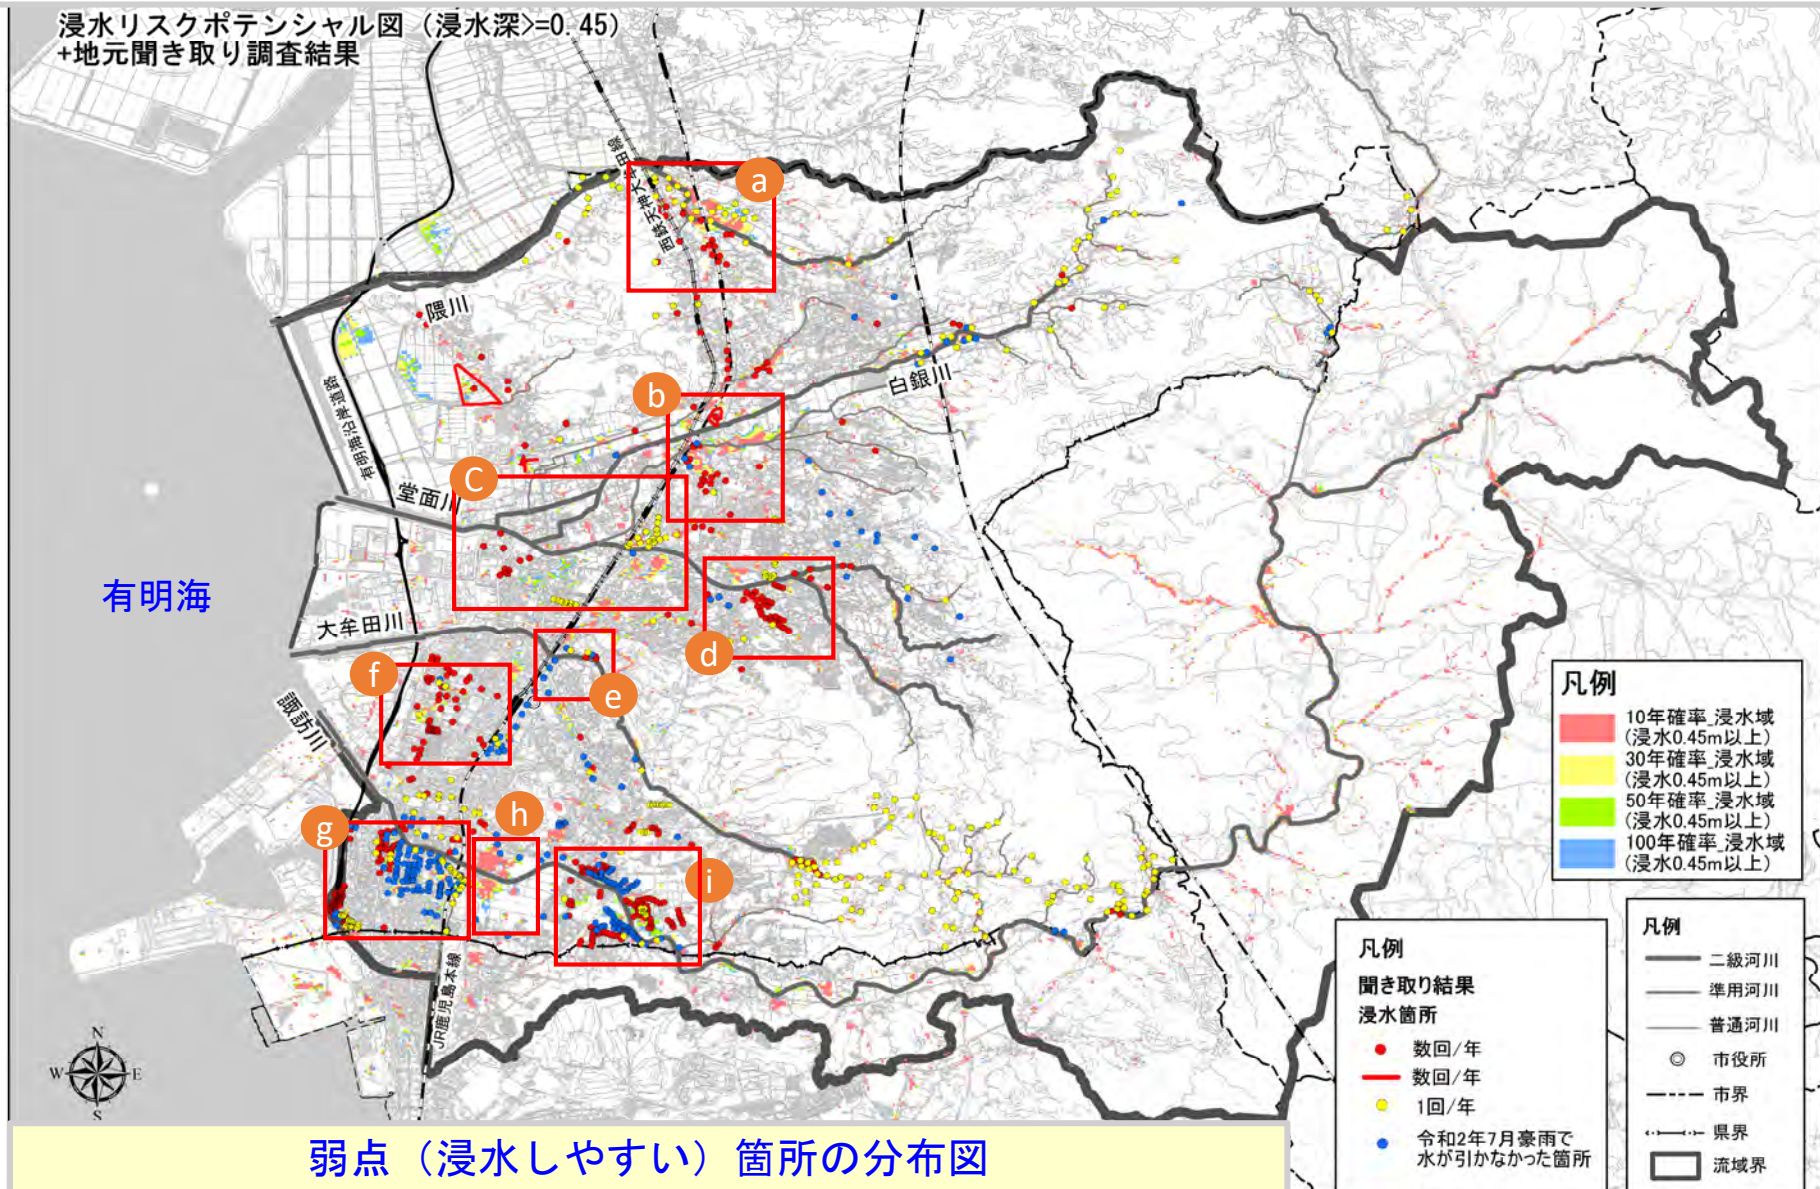 浸水リスクポテンシャル図（浸水深>=0.45）
+地元聞き取り調査結果
西鉄天神大牟田線
a
隈川
有明海沿岸道路
白銀川
b
C
堂面川
有明海
大牟田川
d
e
f
諏訪川
g
h
i
JR鹿児島本線
N
W
E
S
凡例
10年確率_浸水域
(浸水0.45m以上)
30年確率_浸水域
(浸水0.45m以上)
50年確率_浸水域
(浸水0.45m以上)
100年確率_浸水域
(浸水0.45m以上)
凡例
聞き取り結果
浸水箇所
数回/年
数回/年
1回/年
令和2年7月豪雨で
水が引かなかった箇所
凡例
二級河川
準用河川
普通河川
市役所
市界
県界
流域界
弱点（浸水しやすい）箇所の分布図